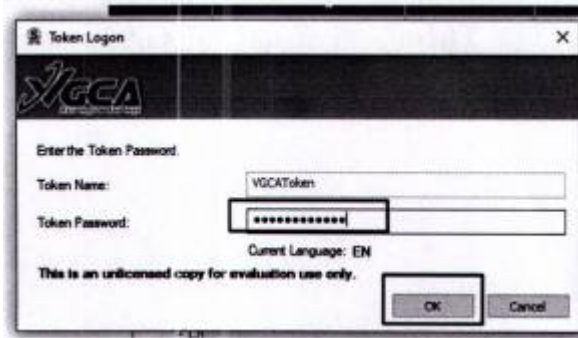 Token Logon
VGCA
Enter the Token Password.
Token Name:
VGCAToken
Token Password:
••••••••••••
Current Language: EN
This is an unlicensed copy for evaluation use only.
OK
Cancel